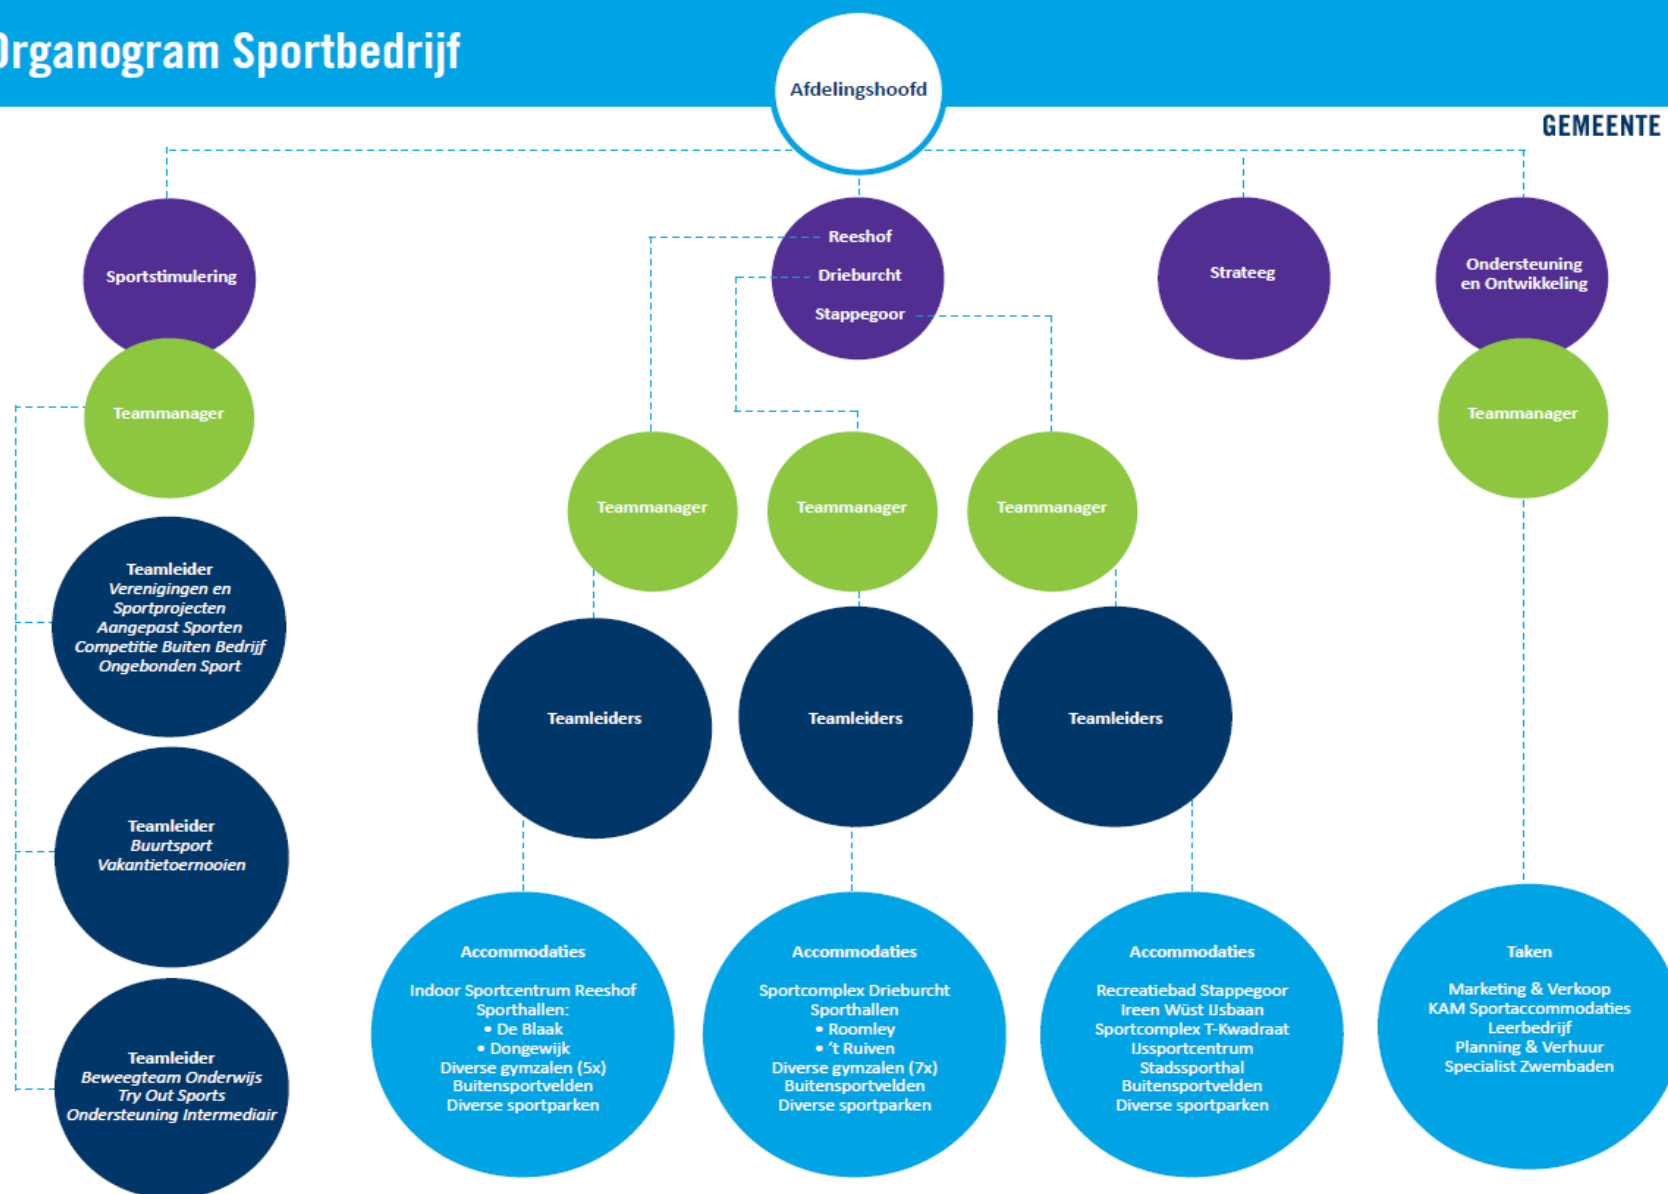 Organogram Sportbedrijf
Afdelingshoofd
GEMEENTE
Sportstimulering
Teammanager
Teamleider
Verenigingen en
Sportprojecten
Aangepast Sporten
Competitie Buiten Bedrijf
Ongebonden Sport
Teamleider
Buurtsport
Vakantietoernooien
Teamleider
Beweegteam Onderwijs
Try Out Sports
Ondersteuning Intermediair
Reeshof
Drieburcht
Stappegoor
Teammanager
Teammanager
Teammanager
Teamleiders
Teamleiders
Teamleiders
Accommodaties
Indoor Sportcentrum Reeshof
Sporthallen:
• De Blaak
• Dongewijk
Diverse gymzalen (5x)
Buitensportvelden
Diverse sportparken
Accommodaties
Sportcomplex Drieburcht
Sporthallen
• Roomley
• ‘t Ruiven
Diverse gymzalen (7x)
Buitensportvelden
Diverse sportparken
Accommodaties
Recreatiebad Stappegoor
Ireen Wüst IJsbaan
Sportcomplex T-Kwadraat
IJssportcentrum
Stadssporthal
Buitensportvelden
Diverse sportparken
Strateeg
Ondersteuning
en Ontwikkeling
Teammanager
Taken
Marketing & Verkoop
KAM Sportaccommodaties
Leerbedrijf
Planning & Verhuur
Specialist Zwembaden